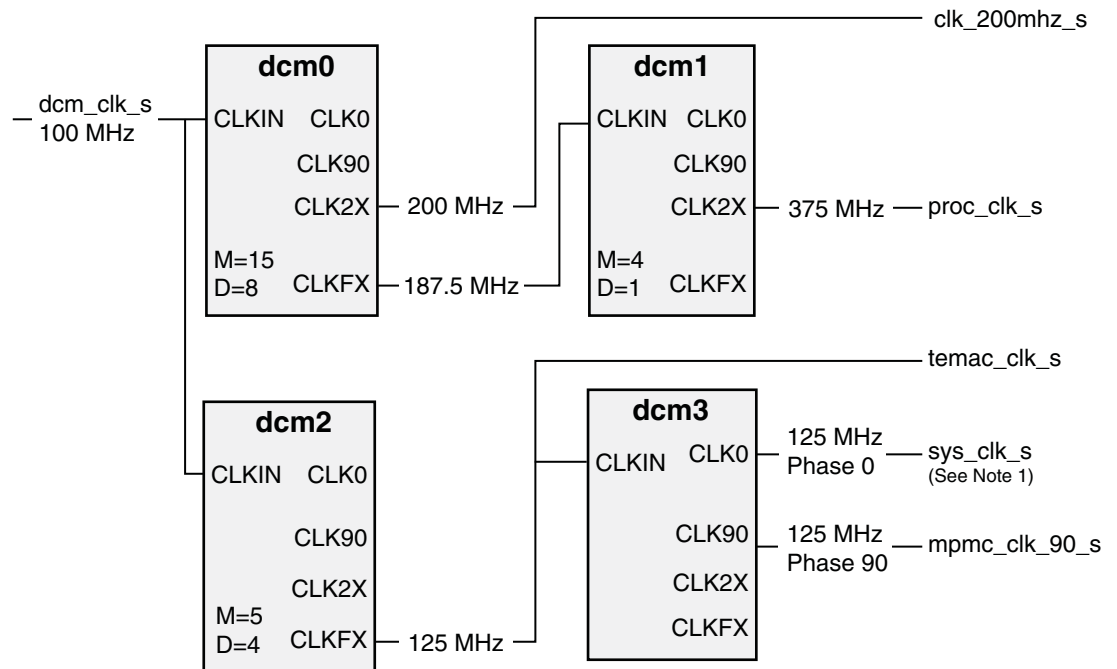 clk_200mhz_s
dcm0
dcm1
dcm_clk_s
100 MHz
CLKIN
CLK0
CLK90
CLK2X
200 MHz
M=15
D=8
CLKFX
187.5 MHz
CLKIN
CLK0
CLK90
CLK2X
375 MHz
proc_clk_s
M=4
D=1
CLKFX
temac_clk_s
dcm2
dcm3
CLKIN
CLK0
CLK90
CLK2X
M=5
D=4
CLKFX
125 MHz
CLKIN
CLK0
125 MHz
Phase 0
sys_clk_s
(See Note 1)
CLK90
125 MHz
Phase 90
mpmc_clk_90_s
CLK2X
CLKFX